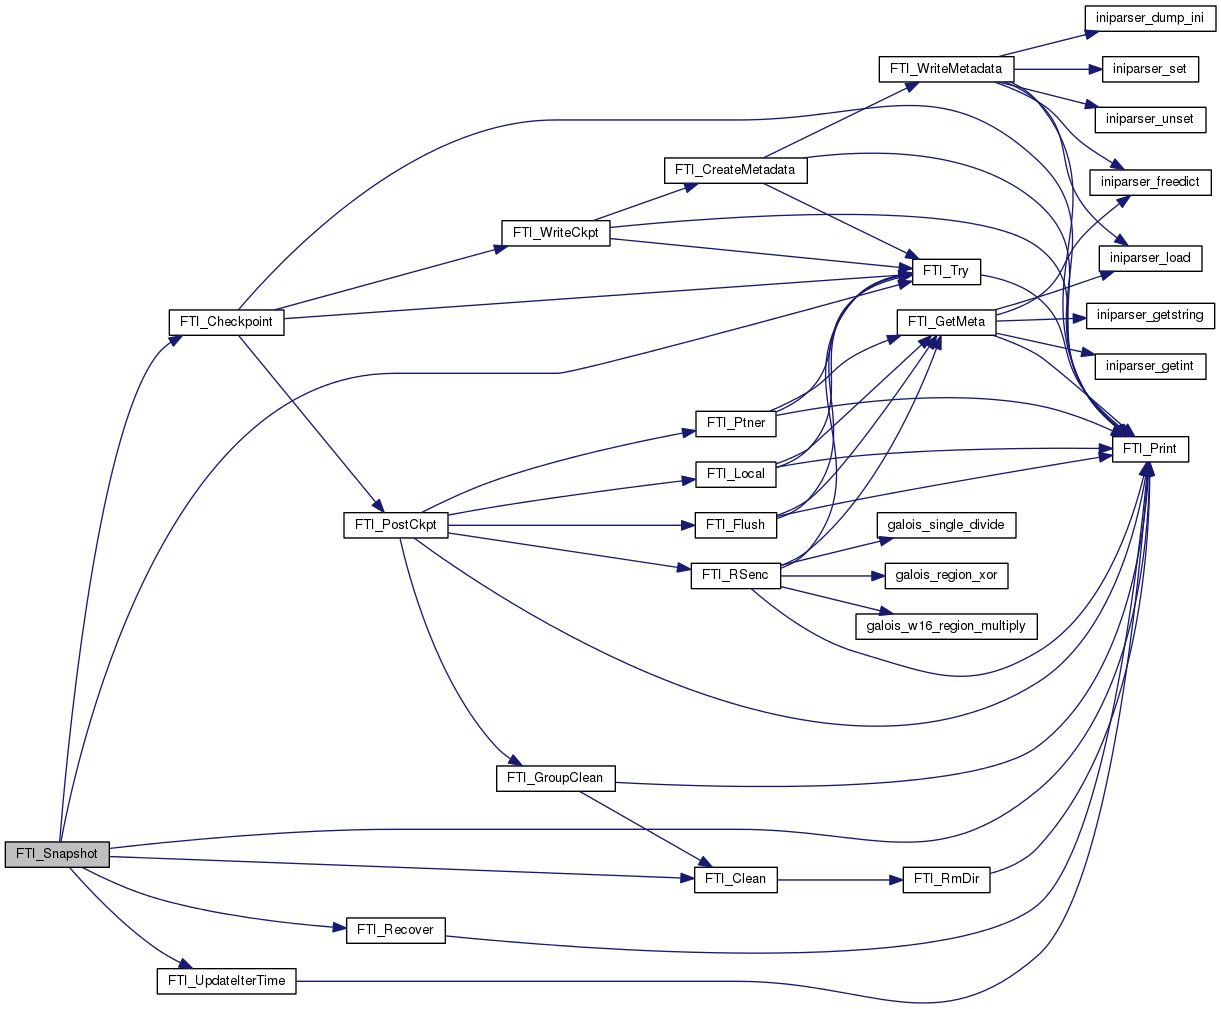 iniparser_dump_ini
FTI_WriteMetadata
iniparser_set
iniparser_unset
FTI_CreateMetadata
iniparser_freedict
FTI_WriteCkpt
iniparser_load
FTI_Try
iniparser_getstring
FTI_Checkpoint
FTI_GetMeta
iniparser_getint
FTI_Ptner
FTI_Print
FTI_Local
FTI_PostCkpt
FTI_Flush
galois_single_divide
FTI_RSenc
galois_region_xor
galois_w16_region_multiply
FTI_GroupClean
FTI_Snapshot
FTI_Clean
FTI_RmDir
FTI_Recover
FTI_UpdateIterTime